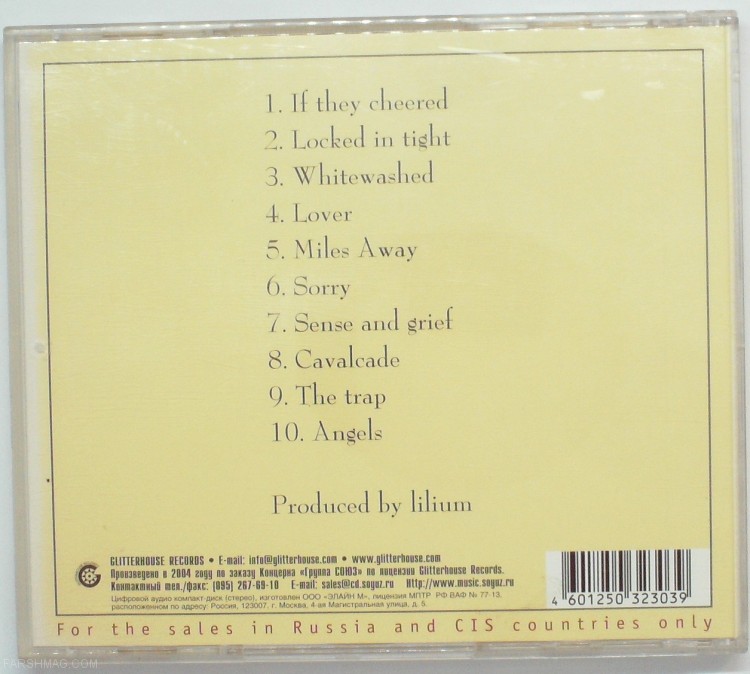 1. If they cheered
2. Locked in tight
3. Whitewashed
4. Lover
5. Miles Away
6. Sorry
7. Sense and grief
8. Cavalcade
9. The trap
10. Angels
Produced by lilium
GLITTERHOUSE RECORDS • E-mail: info@glitterhouse.com • www.glitterhouse.com
Произведено в 2004 году по заказу Концерна «Группа СОЮЗ» по лицензии Glitterhouse Records.
Контактный тел./факс: (095) 267-69-10 E-mail: sales@cd.soyuz.ru Http://www.music.soyuz.ru
Цифровой аудио компакт-диск (стерео), изготовлен ООО «ЭЛАЙН М», лицензия МПТР РФ ВАФ № 77-13,
расположенном по адресу: Россия, 123007, г. Москва, 4-ая Магистральная улица, д. 5.
4 601250 323039
For the sales in Russia and CIS countries only
FARSHMAG.COM